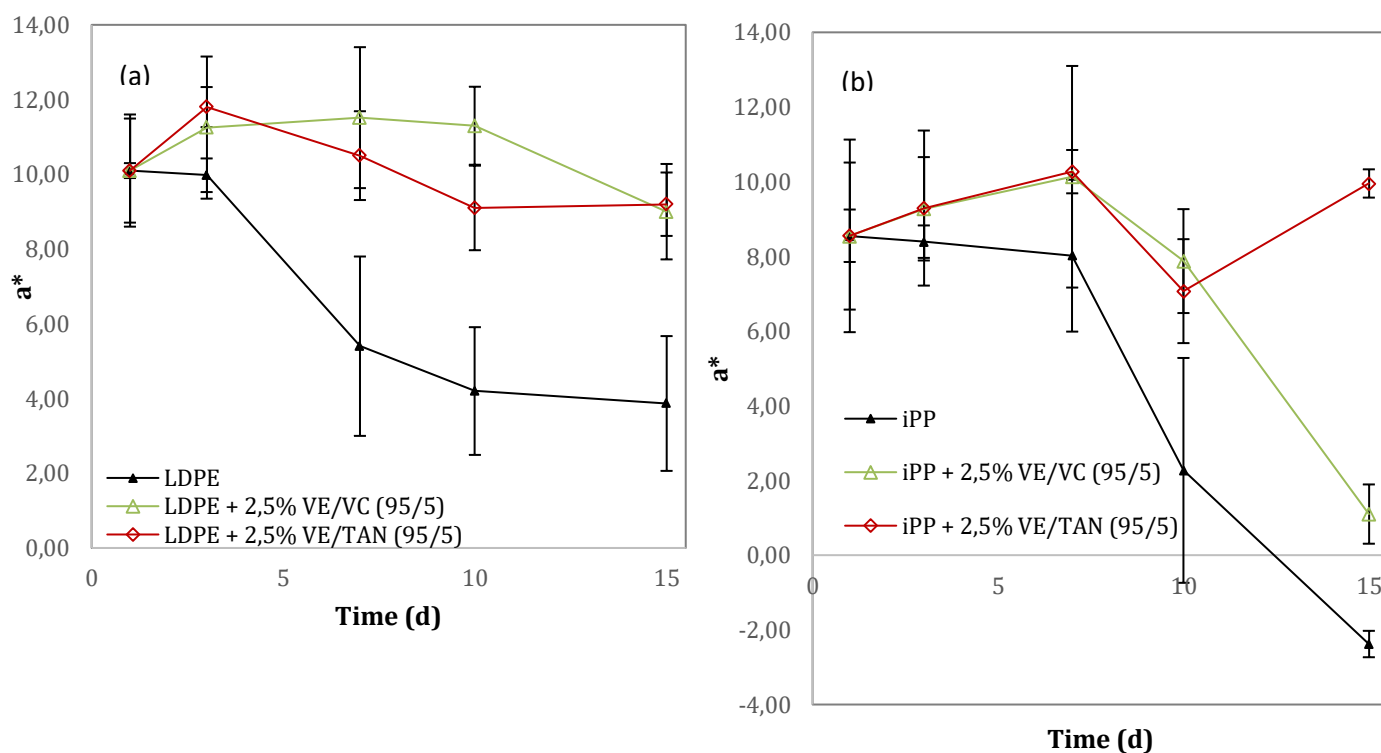 (a)
14,00
12,00
10,00
8,00
6,00
4,00
2,00
0,00
a*
LDPE
LDPE + 2,5% VE/VC (95/5)
LDPE + 2,5% VE/TAN (95/5)
0 5 10 15
Time (d)
(b)
14,00
12,00
10,00
8,00
6,00
4,00
2,00
0,00
-2,00
-4,00
a*
iPP
iPP + 2,5% VE/VC (95/5)
iPP + 2,5% VE/TAN (95/5)
0 5 10 15
Time (d)